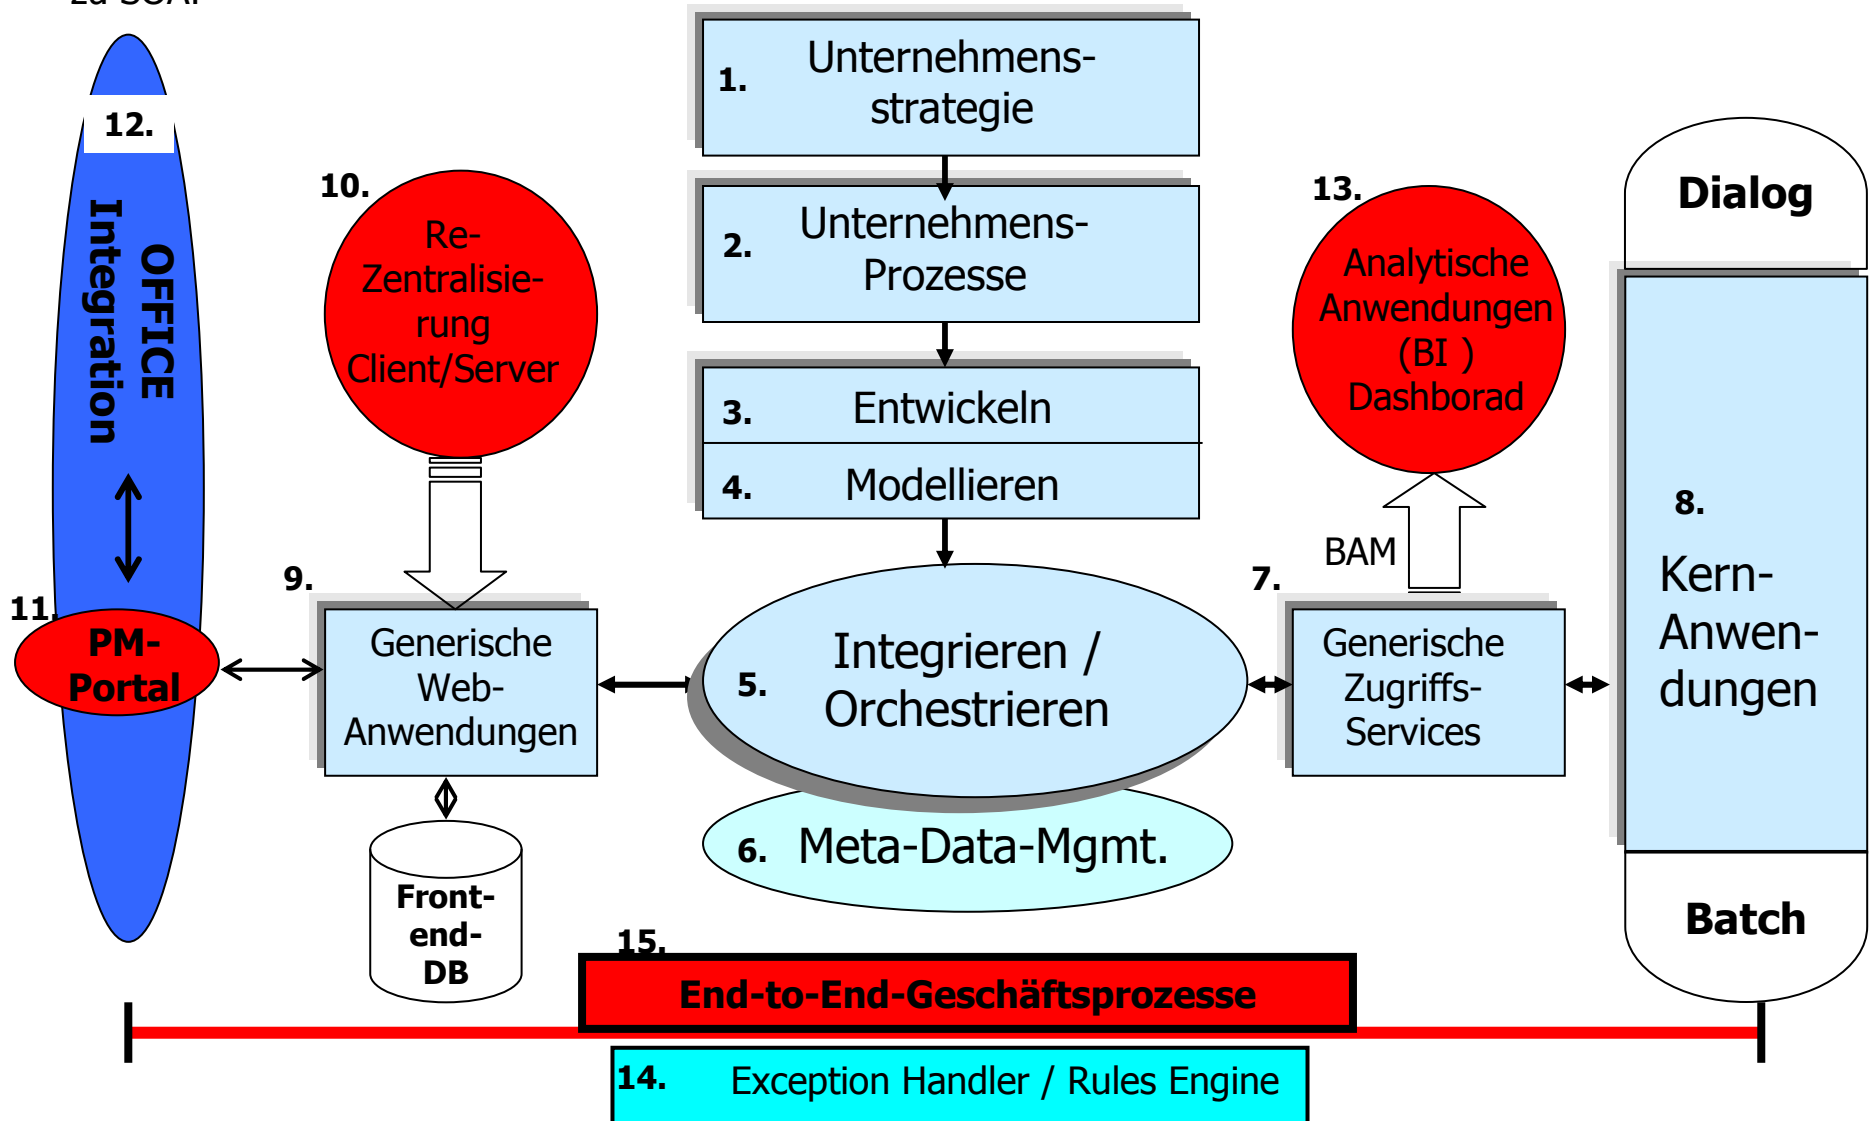 1.
Unternehmens-
strategie
12.
OFFICE
Integration
10.
Re-
Zentralisie-
rung
Client/Server
2.
Unternehmens-
Prozesse
13.
Analytische
Anwendungen
(BI )
Dashborad
Dialog
3. Entwickeln
4. Modellieren
BAM
8.
Kern-
Anwen-
dungen
11.
PM-
Portal
9.
Generische
Web-
Anwendungen
5.
Integrieren /
Orchestrieren
7.
Generische
Zugriffs-
Services
6. Meta-Data-Mgmt.
Front-
end-
DB
Batch
15.
End-to-End-Geschäftsprozesse
14. Exception Handler / Rules Engine